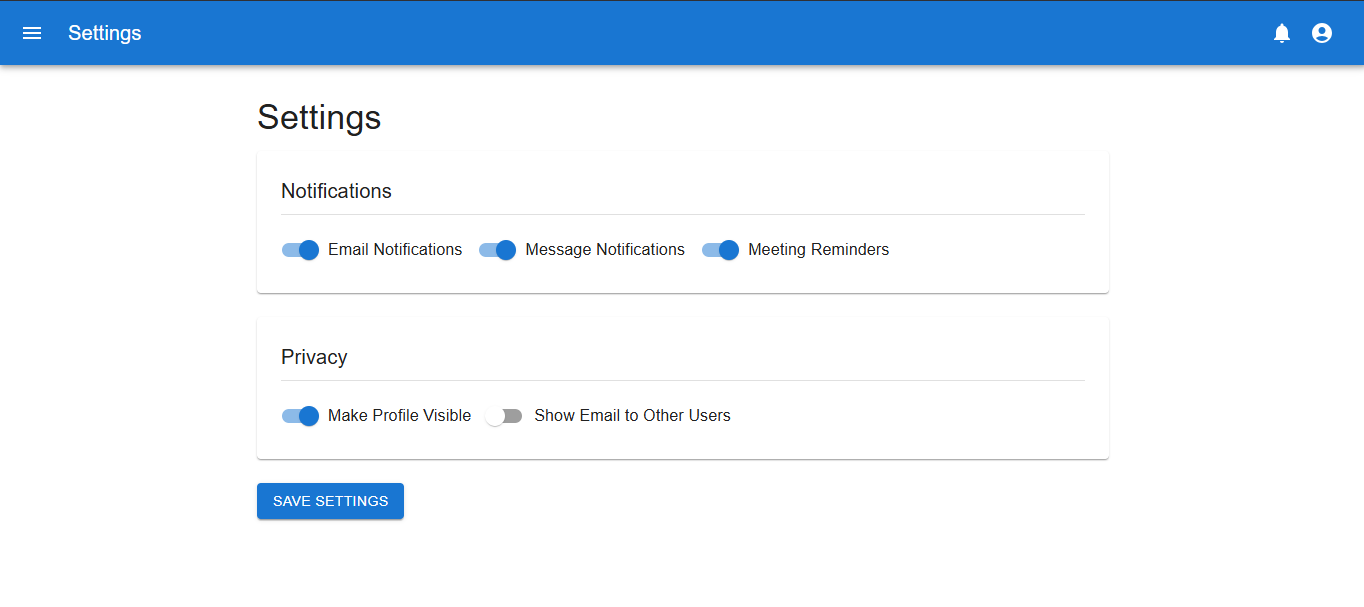 Settings
Settings
Notifications
Email Notifications Message Notifications Meeting Reminders
Privacy
Make Profile Visible Show Email to Other Users
SAVE SETTINGS